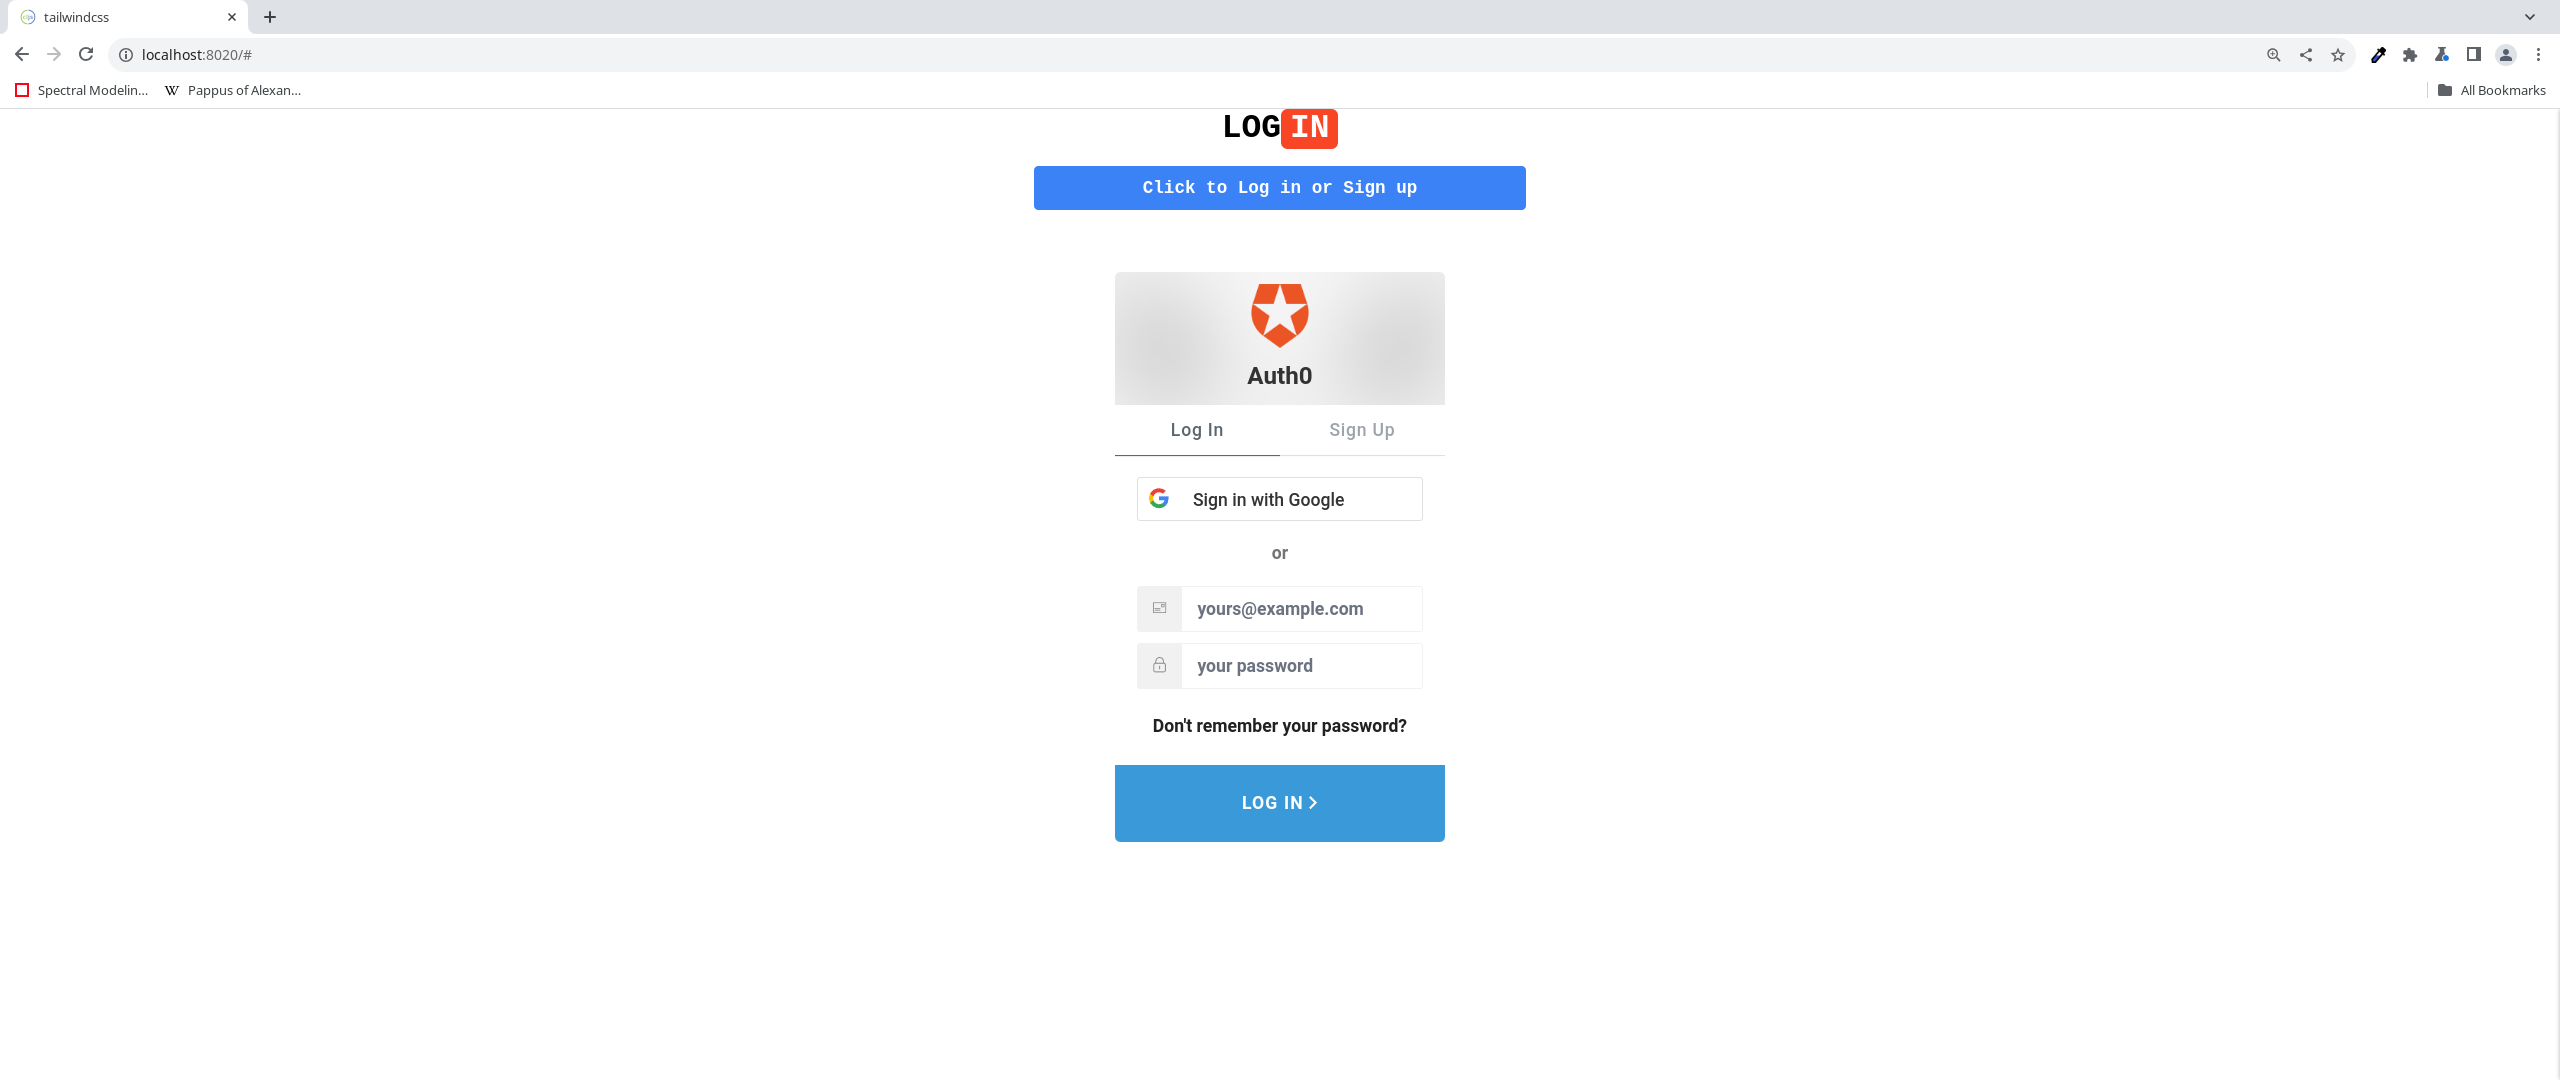 tailwindcss
localhost:8020/#
Spectral Modelin... Pappus of Alexan... All Bookmarks
LOG IN
Click to Log in or Sign up
Auth0
Log In Sign Up
Sign in with Google
or
yours@example.com
your password
Don't remember your password?
LOG IN >